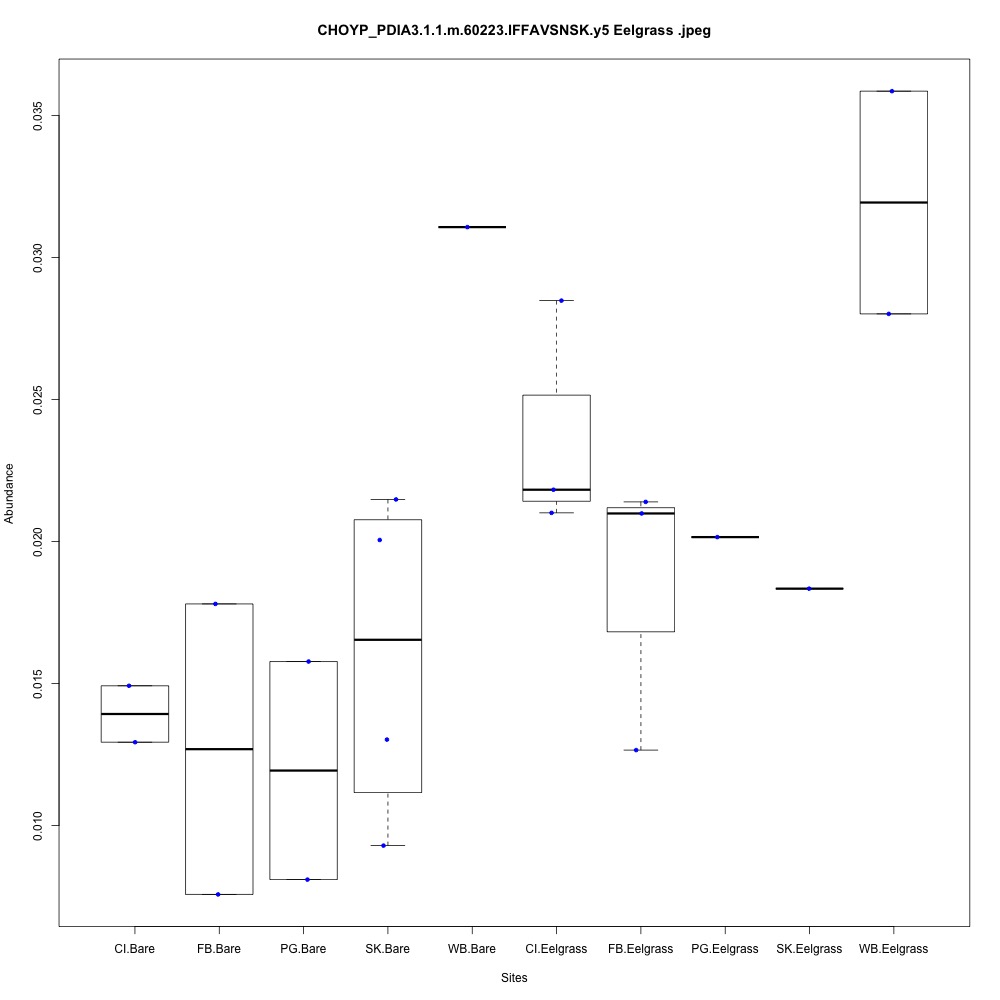 CHOYP_PDIA3.1.1.m.60223.IFFAVSNSK.y5 Eelgrass .jpeg
0.035
0.030
0.025
0.020
0.015
0.010
Abundance
CI.Bare FB.Bare PG.Bare SK.Bare WB.Bare CI.Eelgrass FB.Eelgrass PG.Eelgrass SK.Eelgrass WB.Eelgrass
Sites